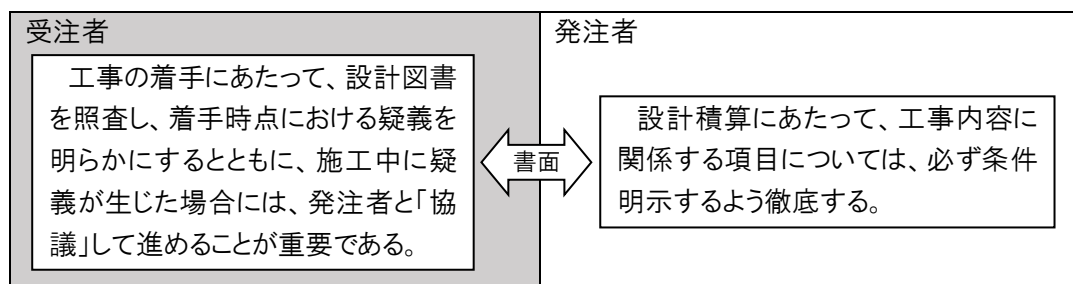 受注者
工事の着手にあたって、設計図書
を照査し、着手時点における疑義を
明らかにするとともに、施工中に疑
義が生じた場合には、発注者と「協
議」して進めることが重要である。
書面
発注者
設計積算にあたって、工事内容に
関係する項目については、必ず条件
明示するよう徹底する。